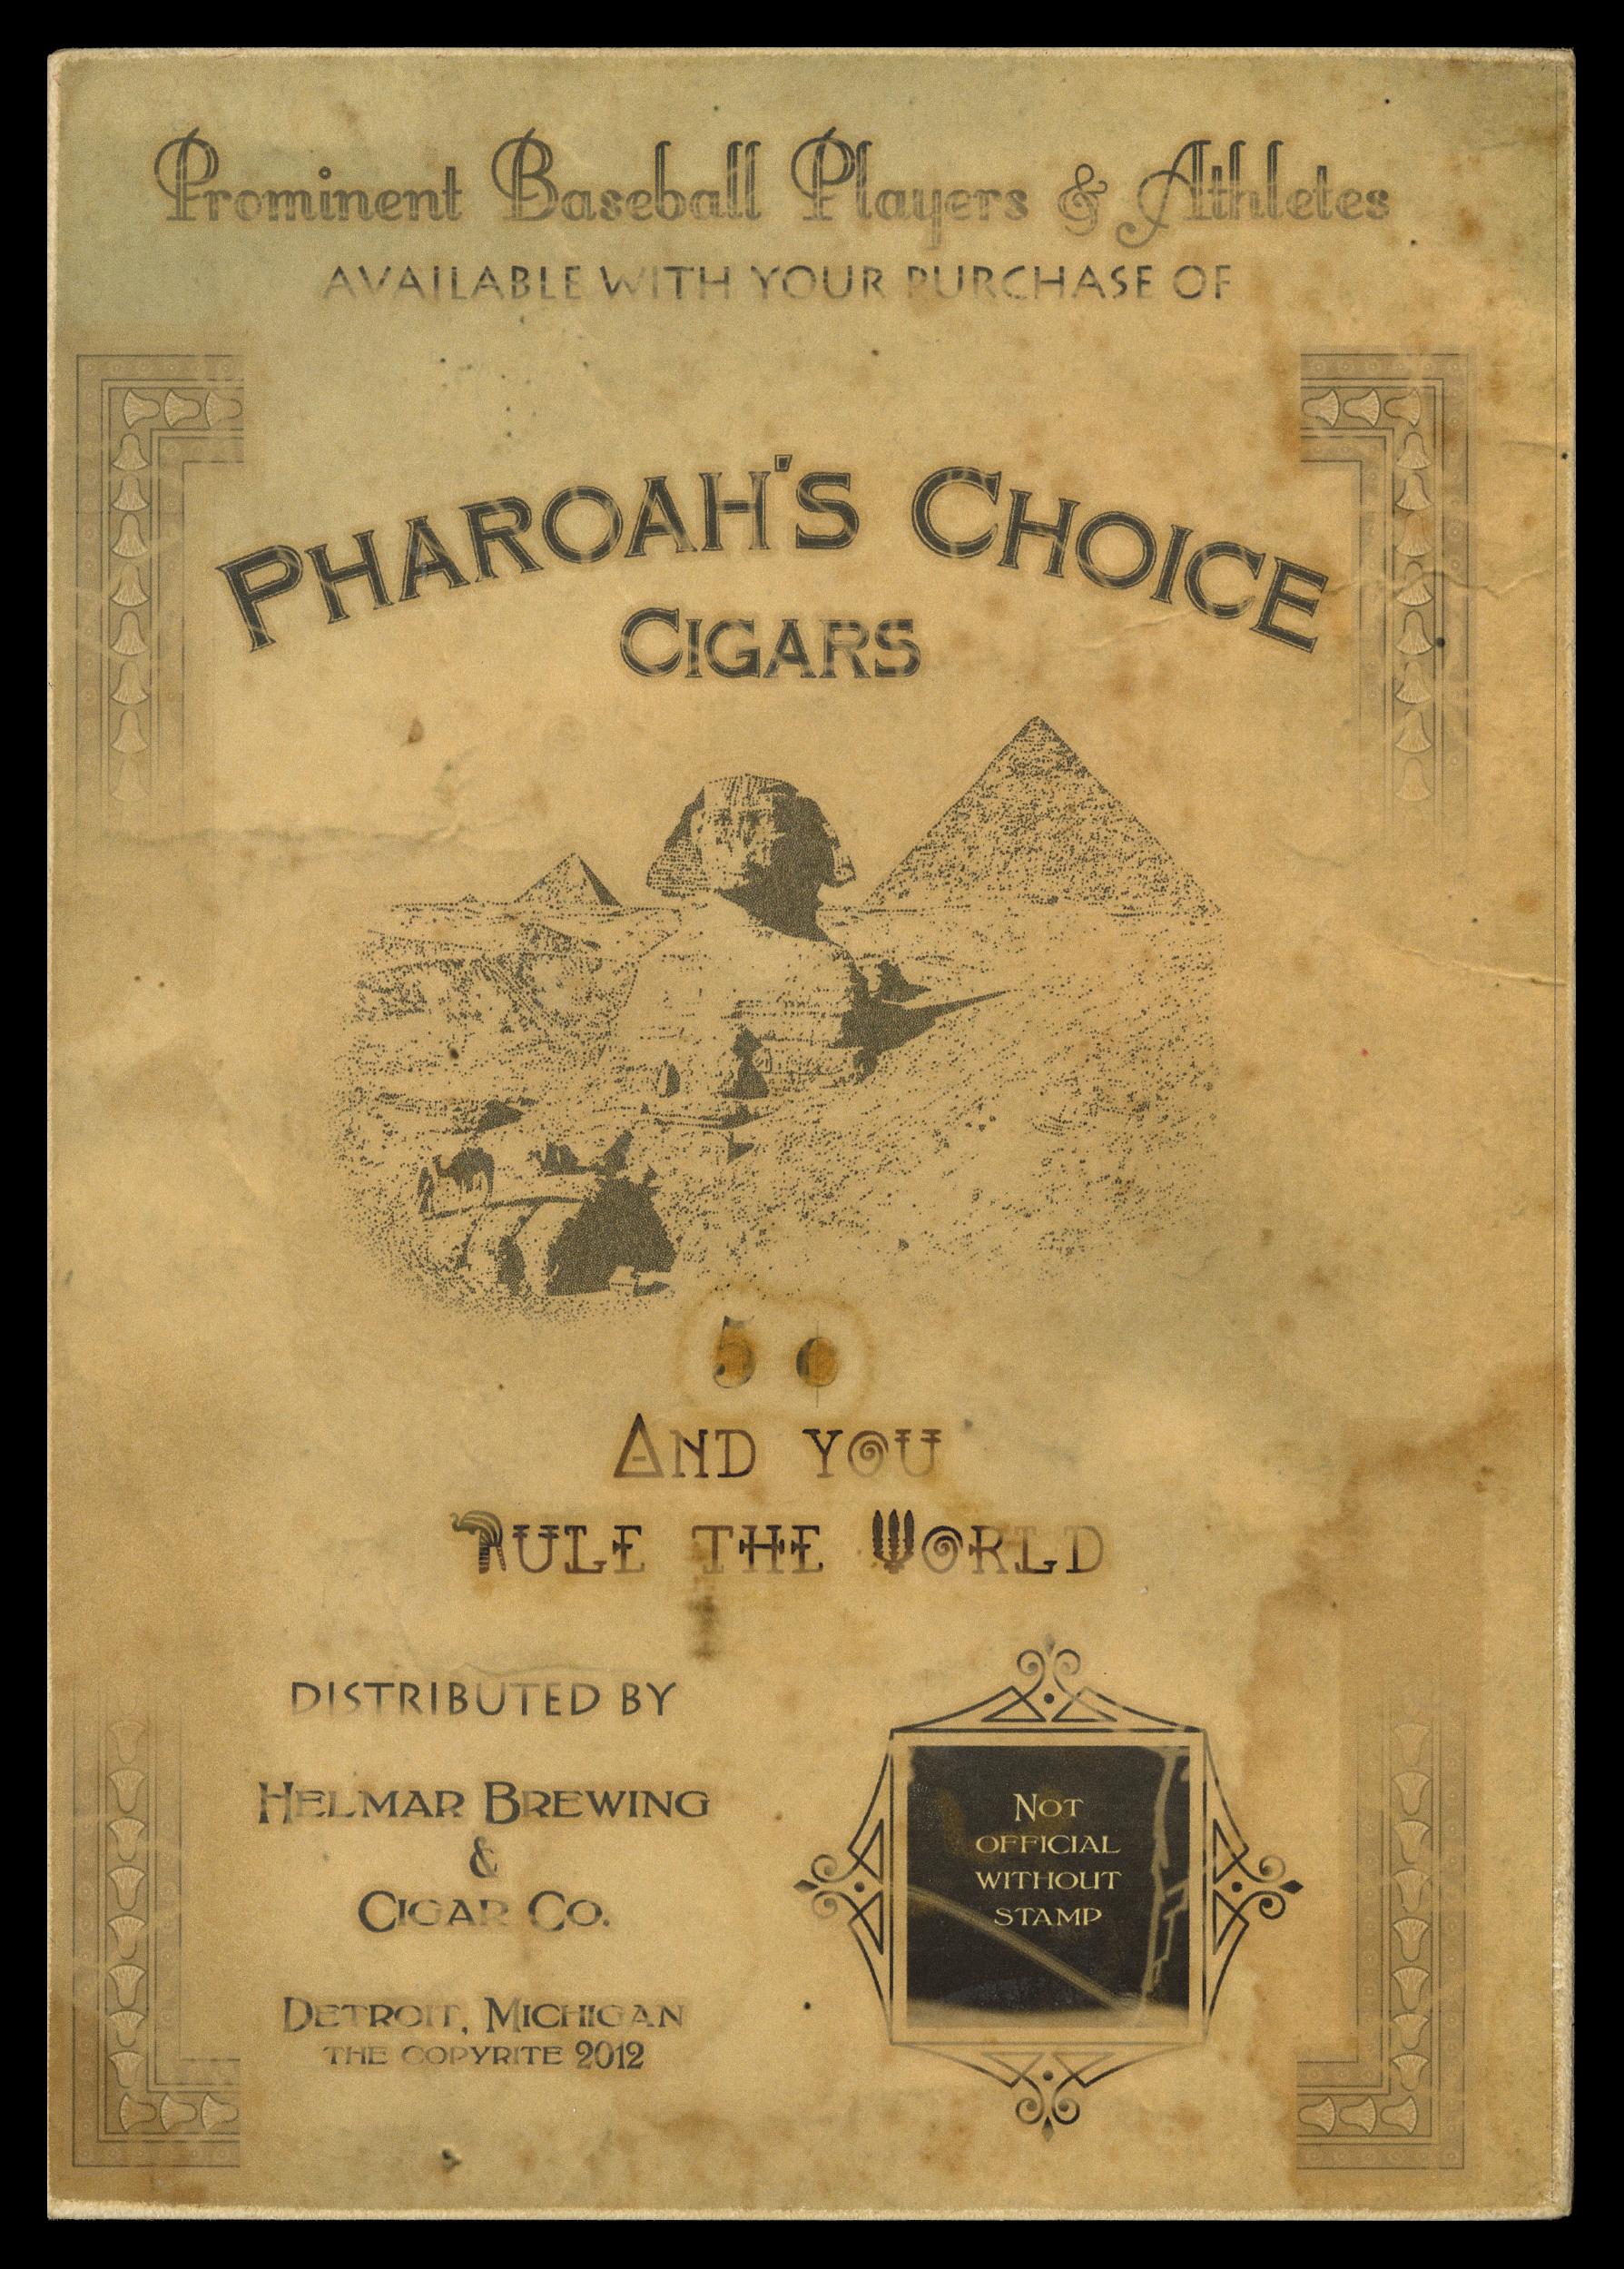 Prominent Baseball Players & Athletes
AVAILABLE WITH YOUR PURCHASE OF
PHAROAH'S CHOICE
CIGARS
5 ¢
AND YOU
RULE THE WORLD
DISTRIBUTED BY
HELMAR BREWING
&
CIGAR CO.
DETROIT, MICHIGAN
THE COPYRITE 2012
NOT
OFFICIAL
WITHOUT
STAMP